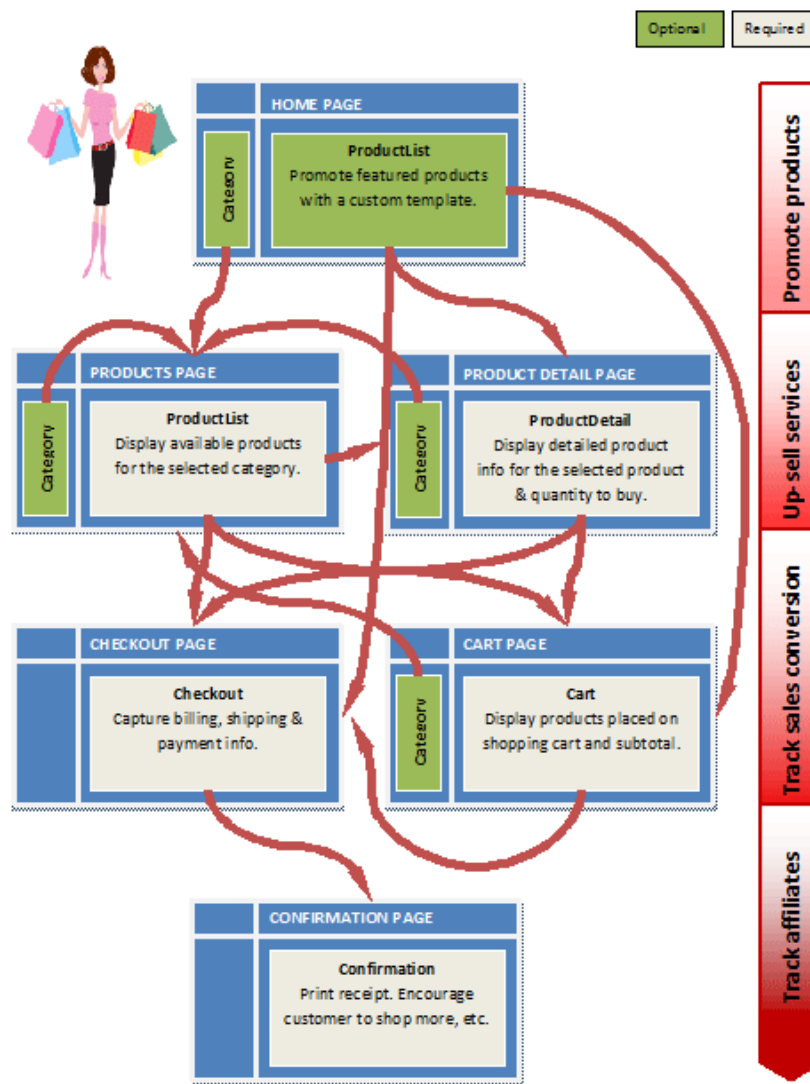 Optional
Required
HOME PAGE
Category
ProductList
Promote featured products
with a custom template.
Promote products
PRODUCTS PAGE
Category
ProductList
Display available products
for the selected category.
PRODUCT DETAIL PAGE
Category
ProductDetail
Display detailed product
info for the selected product
& quantity to buy.
Up- sell services
CHECKOUT PAGE
Checkout
Capture billing, shipping &
payment info.
CART PAGE
Category
Cart
Display products placed on
shopping cart and subtotal.
Track sales conversion
CONFIRMATION PAGE
Confirmation
Print receipt. Encourage
customer to shop more, etc.
Track affiliates